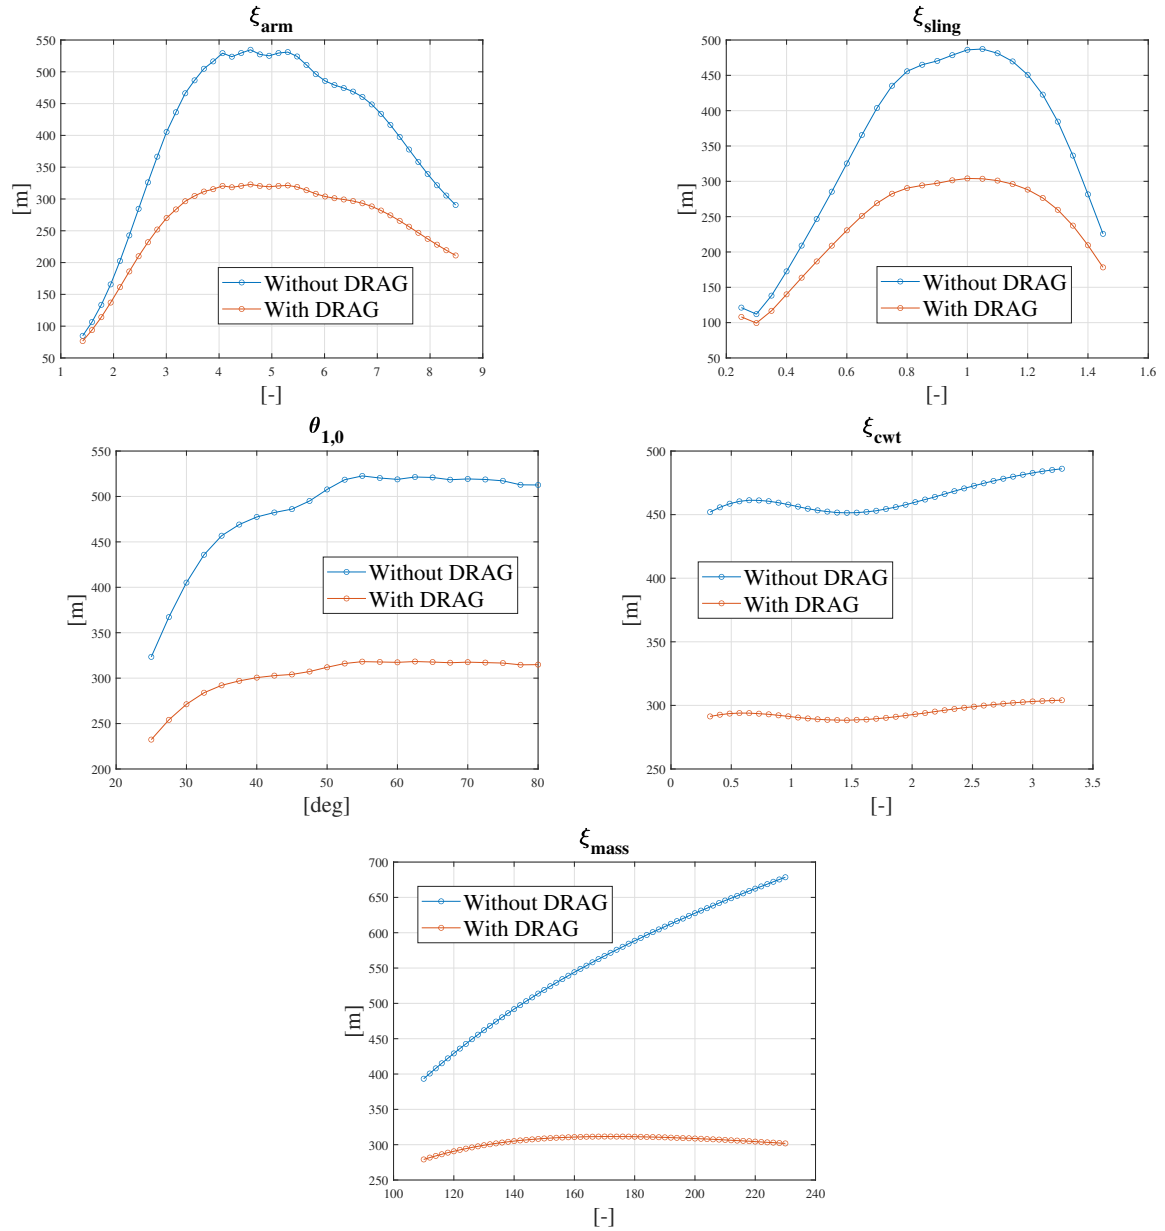 ξarm
550
500
450
400
350
300
250
200
150
100
50
[m]
Without DRAG
With DRAG
1 2 3 4 5 6 7 8 9
[-]
ξsling
500
450
400
350
300
250
200
150
100
50
[m]
Without DRAG
With DRAG
0.2 0.4 0.6 0.8 1 1.2 1.4 1.6
[-]
θ1,0
550
500
450
400
350
300
250
200
[m]
Without DRAG
With DRAG
20 30 40 50 60 70 80
[deg]
ξcwt
500
450
400
350
300
250
[m]
Without DRAG
With DRAG
0 0.5 1 1.5 2 2.5 3 3.5
[-]
ξmass
700
650
600
550
500
450
400
350
300
250
[m]
Without DRAG
With DRAG
100 120 140 160 180 200 220 240
[-]